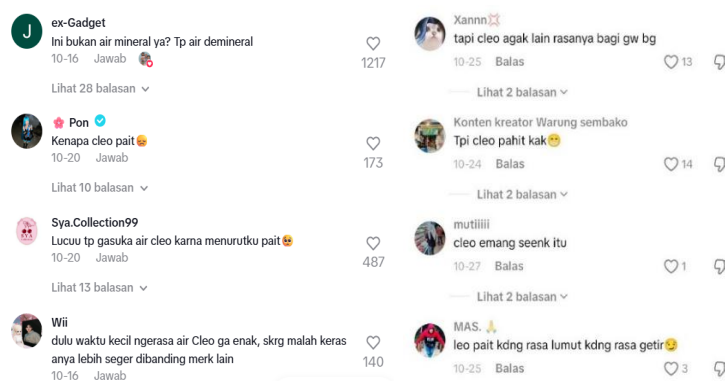 ex-Gadget
Ini bukan air mineral ya? Tp air demineral
10-16 Jawab
1217
Lihat 28 balasan
Pon
Kenapa cleo pait
10-20 Jawab
173
Lihat 10 balasan
Sya.Collection99
Lucuu tp gasuka air cleo karna menurutku pait
10-20 Jawab
487
Lihat 13 balasan
Wii
dulu waktu kecil ngerasa air Cleo ga enak, skrg malah keras
anya lebih seger dibanding merk lain
10-16 Jawab
140
Xannn
tapi cleo agak lain rasanya bagi gw bg
10-25 Balas
13
Lihat 2 balasan
Konten kreator Warung sembako
Tpi cleo pahit kak
10-24 Balas
14
Lihat 2 balasan
mutiiiii
cleo emang seenk itu
10-27 Balas
1
Lihat 2 balasan
MAS.
leo pait kdng rasa lumut kdng rasa getir
10-25 Balas
3